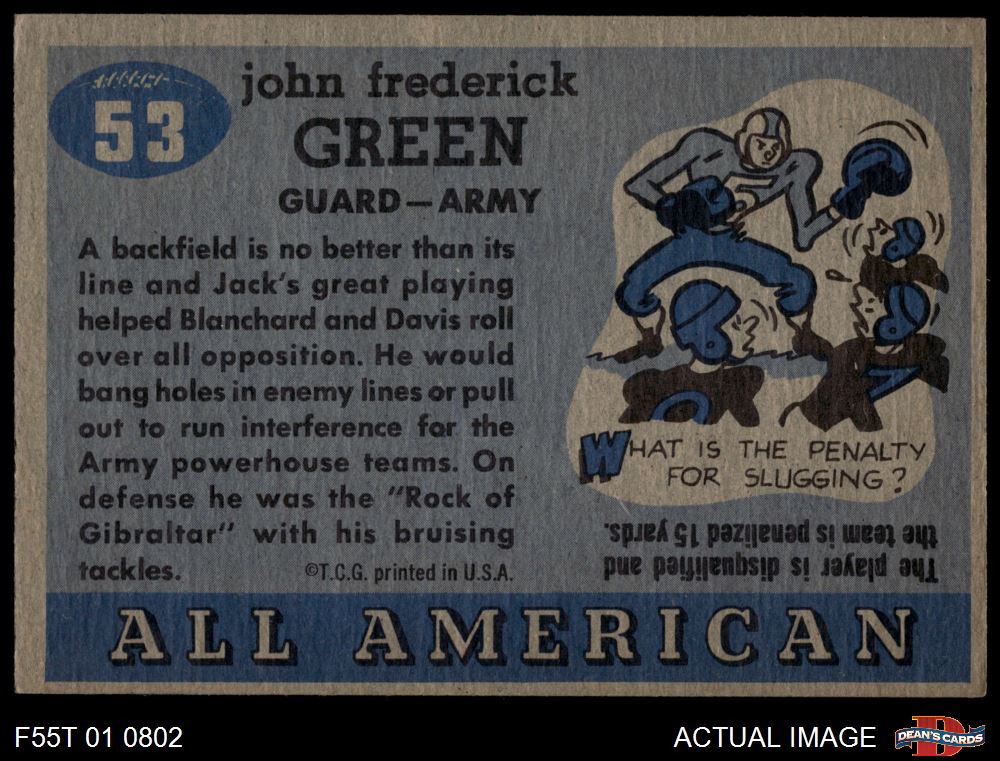 53
john frederick
GREEN
GUARD—ARMY
A backfield is no better than its
line and Jack's great playing
helped Blanchard and Davis roll
over all opposition. He would
bang holes in enemy lines or pull
out to run interference for the
Army powerhouse teams. On
defense he was the "Rock of
Gibraltar" with his bruising
tackles.
©T.C.G. printed in U.S.A.
WHAT IS THE PENALTY
FOR SLUGGING?
The player is disqualified and
the team is penalized 15 yards.
ALL AMERICAN
F55T 01 0802
ACTUAL IMAGE
DEAN'S CARDS